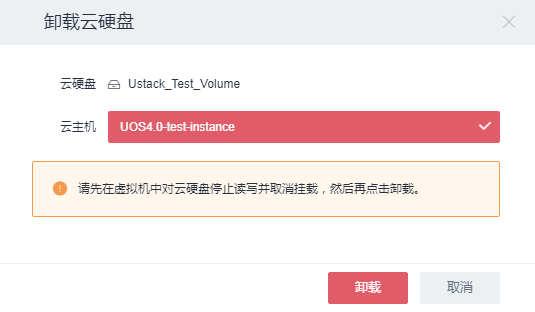 卸载云硬盘
云硬盘 Ustack_Test_Volume
云主机 UOS4.0-test-instance
请先在虚拟机中对云硬盘停止读写并取消挂载，然后再点击卸载。
卸载 取消